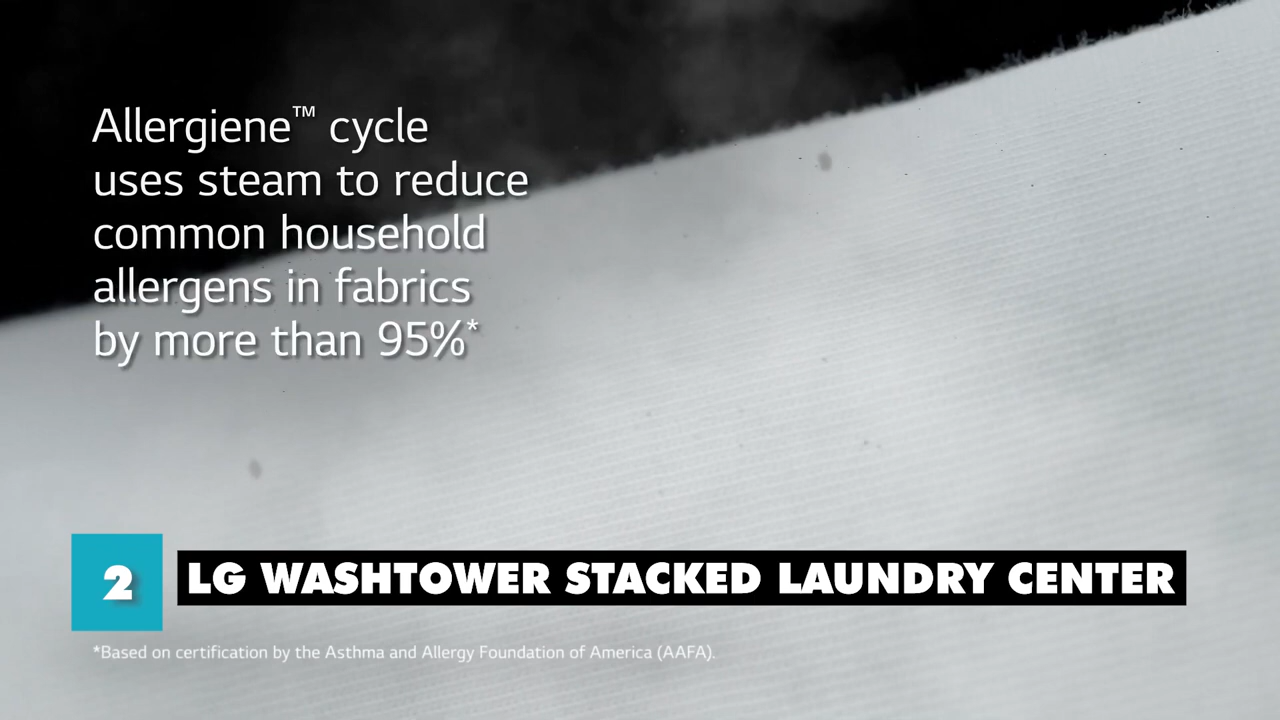 Allergiene™ cycle
uses steam to reduce
common household
allergens in fabrics
by more than 95%*
2
LG WASHTOWER STACKED LAUNDRY CENTER
*Based on certification by the Asthma and Allergy Foundation of America (AAFA).